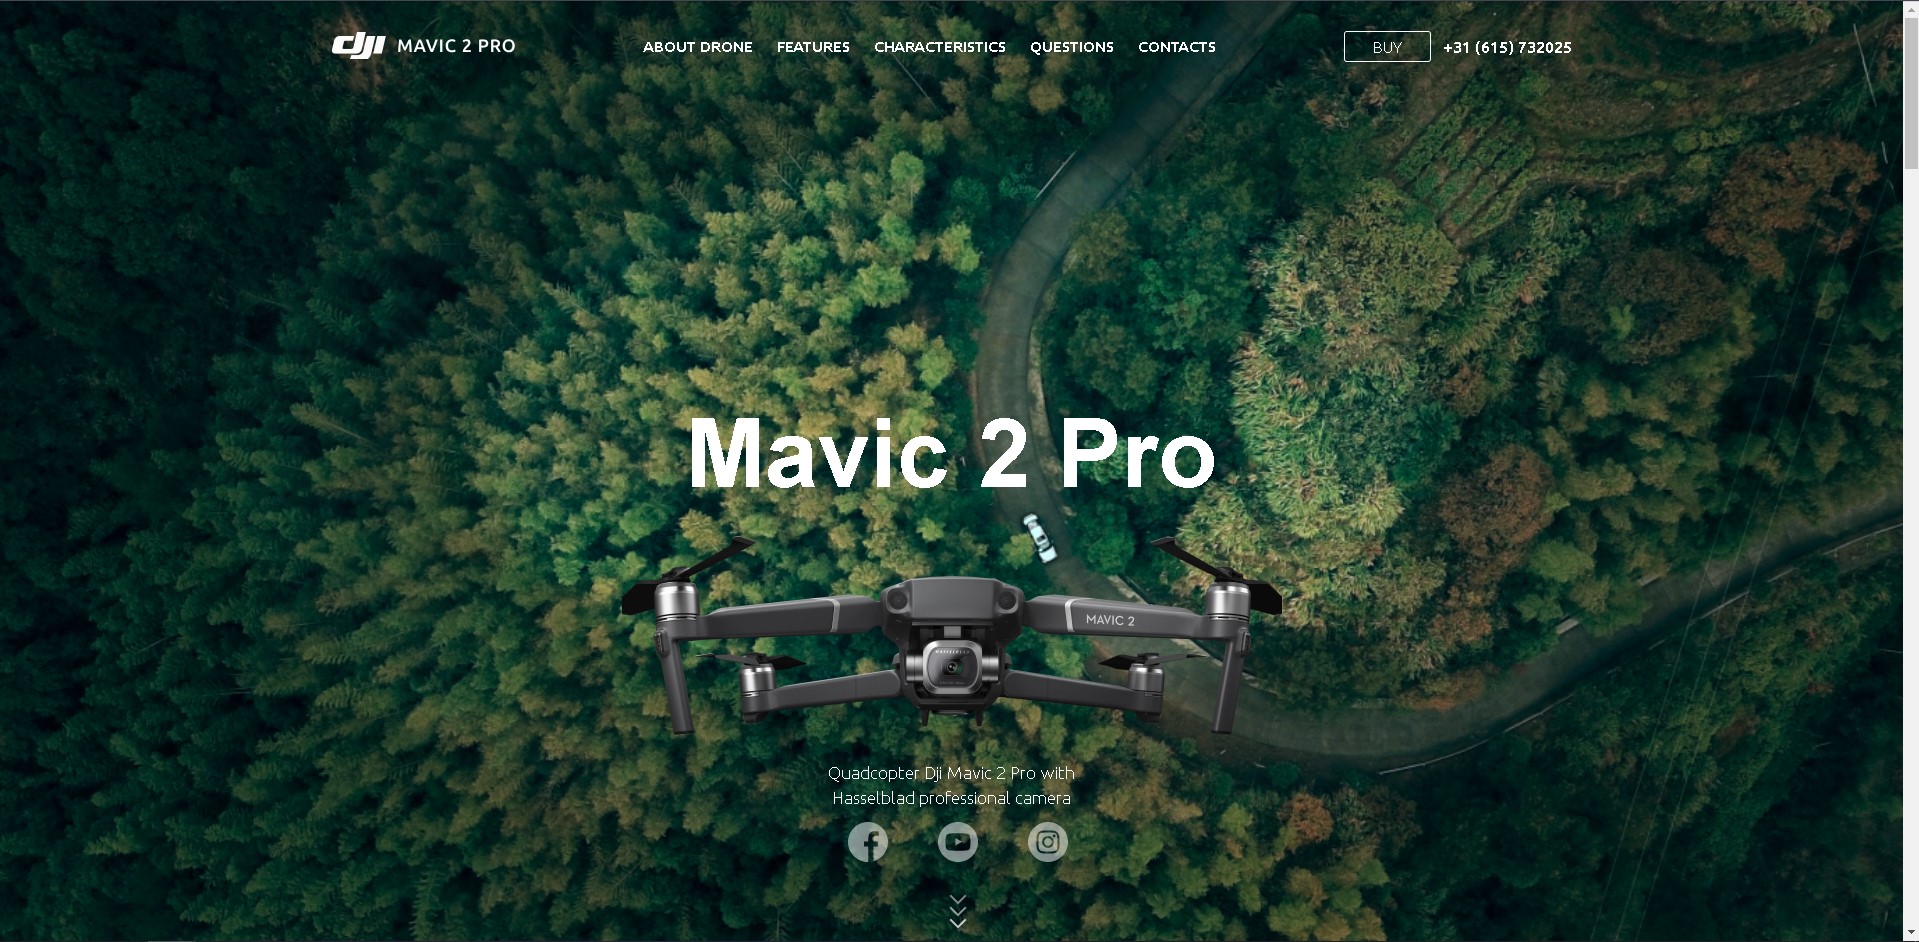 dji MAVIC 2 PRO
ABOUT DRONE FEATURES CHARACTERISTICS QUESTIONS CONTACTS
BUY +31 (615) 732025
Mavic 2 Pro
MAVIC 2
HASSELBLAD
Quadcopter Dji Mavic 2 Pro with
Hasselblad professional camera